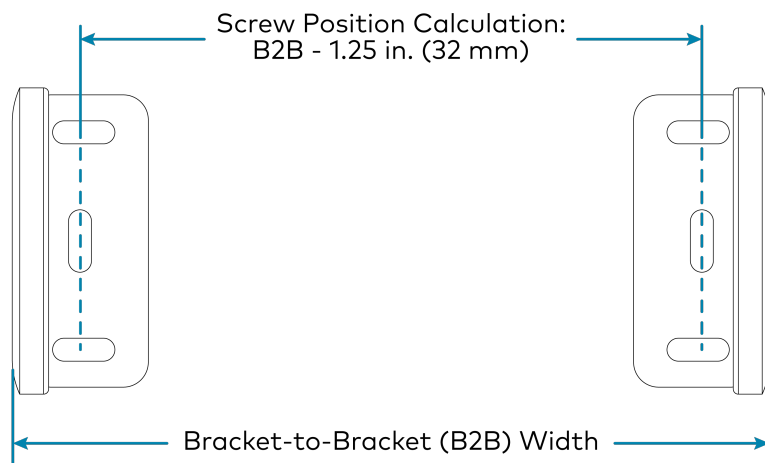 Screw Position Calculation:
B2B - 1.25 in. (32 mm)
Bracket-to-Bracket (B2B) Width